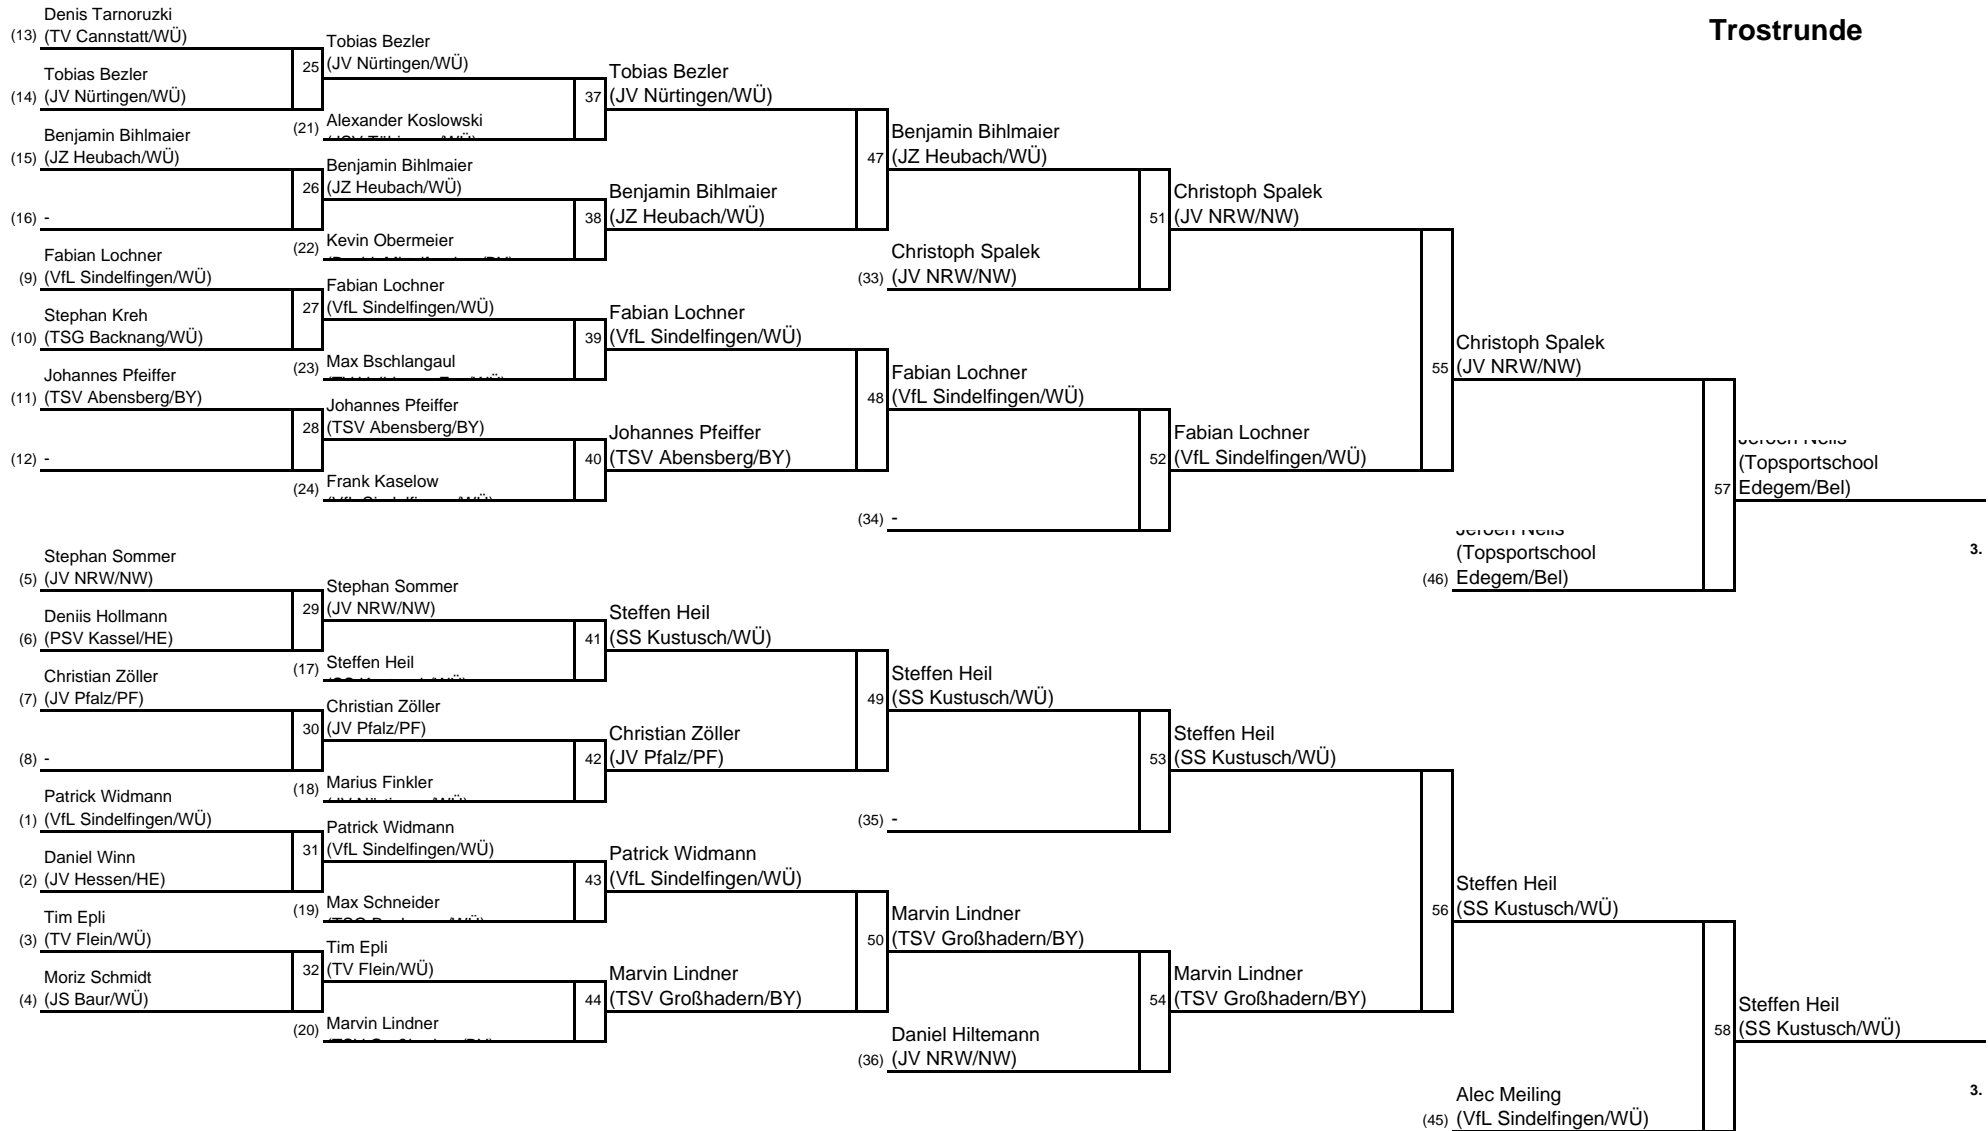 Trostrunde
Denis Tarnoruzki
(13) (TV Cannstatt/WÜ)
Tobias Bezler
(14) (JV Nürtingen/WÜ)
Benjamin Bihlmaier
(15) (JZ Heubach/WÜ)
(16) -
Fabian Lochner
(9) (VfL Sindelfingen/WÜ)
Stephan Kreh
(10) (TSG Backnang/WÜ)
Johannes Pfeiffer
(11) (TSV Abensberg/BY)
(12) -
Stephan Sommer
(5) (JV NRW/NW)
Deniis Hollmann
(6) (PSV Kassel/HE)
Christian Zöller
(7) (JV Pfalz/PF)
(8) -
Patrick Widmann
(1) (VfL Sindelfingen/WÜ)
Daniel Winn
(2) (JV Hessen/HE)
Tim Epli
(3) (TV Flein/WÜ)
Moriz Schmidt
(4) (JS Baur/WÜ)
Tobias Bezler
25 (JV Nürtingen/WÜ)
(21) Alexander Koslowski
Benjamin Bihlmaier
26 (JZ Heubach/WÜ)
(22) Kevin Obermeier
Fabian Lochner
27 (VfL Sindelfingen/WÜ)
(23) Max Bschlangaul
Johannes Pfeiffer
28 (TSV Abensberg/BY)
(24) Frank Kaselow
Stephan Sommer
29 (JV NRW/NW)
(17) Steffen Heil
Christian Zöller
30 (JV Pfalz/PF)
(18) Marius Finkler
Patrick Widmann
31 (VfL Sindelfingen/WÜ)
(19) Max Schneider
Tim Epli
32 (TV Flein/WÜ)
(20) Marvin Lindner
Tobias Bezler
37 (JV Nürtingen/WÜ)
Benjamin Bihlmaier
38 (JZ Heubach/WÜ)
Fabian Lochner
39 (VfL Sindelfingen/WÜ)
Johannes Pfeiffer
40 (TSV Abensberg/BY)
Steffen Heil
41 (SS Kustusch/WÜ)
Christian Zöller
42 (JV Pfalz/PF)
Patrick Widmann
43 (VfL Sindelfingen/WÜ)
Marvin Lindner
44 (TSV Großhadern/BY)
Benjamin Bihlmaier
47 (JZ Heubach/WÜ)
Christoph Spalek
(33) (JV NRW/NW)
Fabian Lochner
48 (VfL Sindelfingen/WÜ)
(34) -
Steffen Heil
49 (SS Kustusch/WÜ)
(35) -
Marvin Lindner
50 (TSV Großhadern/BY)
Daniel Hiltemann
(36) (JV NRW/NW)
Christoph Spalek
51 (JV NRW/NW)
Fabian Lochner
52 (VfL Sindelfingen/WÜ)
Steffen Heil
53 (SS Kustusch/WÜ)
Marvin Lindner
54 (TSV Großhadern/BY)
Christoph Spalek
55 (JV NRW/NW)
(Topsportschool
(46) Edegem/Bel)
Steffen Heil
56 (SS Kustusch/WÜ)
Alec Meiling
(45) (VfL Sindelfingen/WÜ)
(Topsportschool
57 Edegem/Bel)
3.
Steffen Heil
58 (SS Kustusch/WÜ)
3.